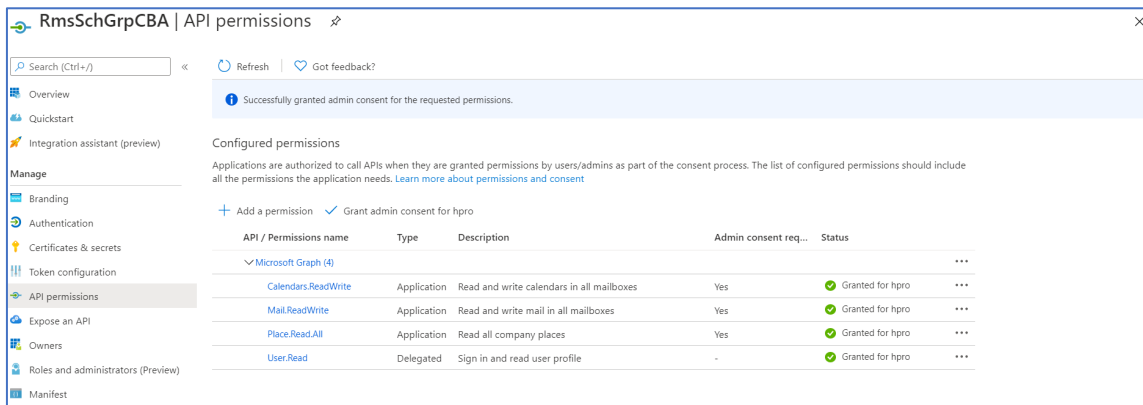 RmsSchGrpCBA | API permissions
Search (Ctrl+/)
«
Overview
Quickstart
Integration assistant (preview)
Manage
Branding
Authentication
Certificates & secrets
Token configuration
API permissions
Expose an API
Owners
Roles and administrators (Preview)
Manifest
Refresh
Got feedback?
Successfully granted admin consent for the requested permissions.
Configured permissions
Applications are authorized to call APIs when they are granted permissions by users/admins as part of the consent process. The list of configured permissions should include
all the permissions the application needs. Learn more about permissions and consent
Add a permission Grant admin consent for hpro
API / Permissions name Type Description Admin consent req... Status
Microsoft Graph (4) ...
Calendars.ReadWrite Application Read and write calendars in all mailboxes Yes Granted for hpro ...
Mail.ReadWrite Application Read and write mail in all mailboxes Yes Granted for hpro ...
Place.Read.All Application Read all company places Yes Granted for hpro ...
User.Read Delegated Sign in and read user profile - Granted for hpro ...